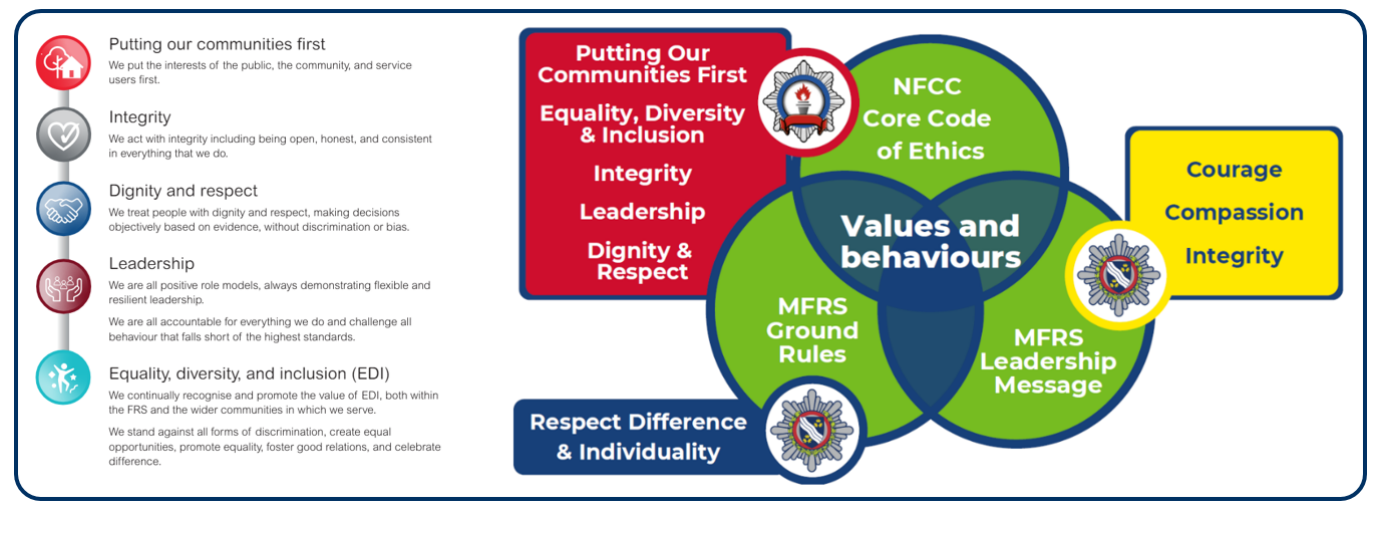 Putting our communities first
We put the interests of the public, the community, and service
users first.
Integrity
We act with integrity including being open, honest, and consistent
in everything that we do.
Dignity and respect
We treat people with dignity and respect, making decisions
objectively based on evidence, without discrimination or bias.
Leadership
We are all positive role models, always demonstrating flexible and
resilient leadership.
We are all accountable for everything we do and challenge all
behaviour that falls short of the highest standards.
Equality, diversity, and inclusion (EDI)
We continually recognise and promote the value of EDI, both within
the FRS and the wider communities in which we serve.
We stand against all forms of discrimination, create equal
opportunities, promote equality, foster good relations, and celebrate
difference.
Putting Our
Communities First
Equality, Diversity
& Inclusion
Integrity
Leadership
Dignity &
Respect
NFCC
Core Code
of Ethics
Values and
behaviours
MFRS
Ground
Rules
MFRS
Leadership
Message
Courage
Compassion
Integrity
Respect Difference
& Individuality